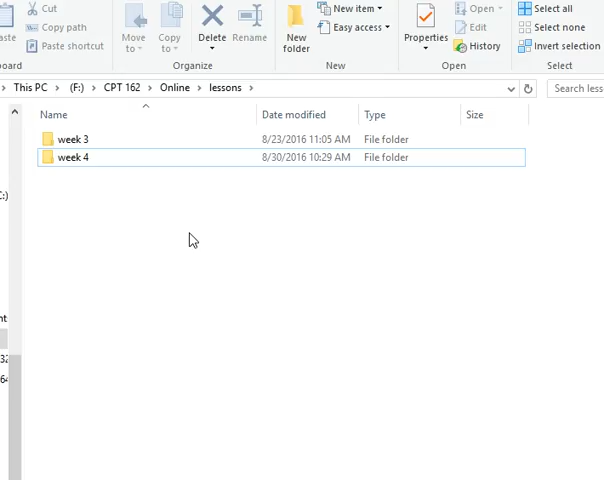 Cut
New item
Select all
Open
Copy path
Easy access
Edit
Select none
Paste shortcut
Move to
Copy to
Delete
Rename
New folder
Properties
History
Invert selection
Organize
New
Open
Select
This PC > (F:) > CPT 162 > Online > lessons >
Search less
Name
Date modified
Type
Size
week 3 8/23/2016 11:05 AM File folder
week 4 8/30/2016 10:29 AM File folder